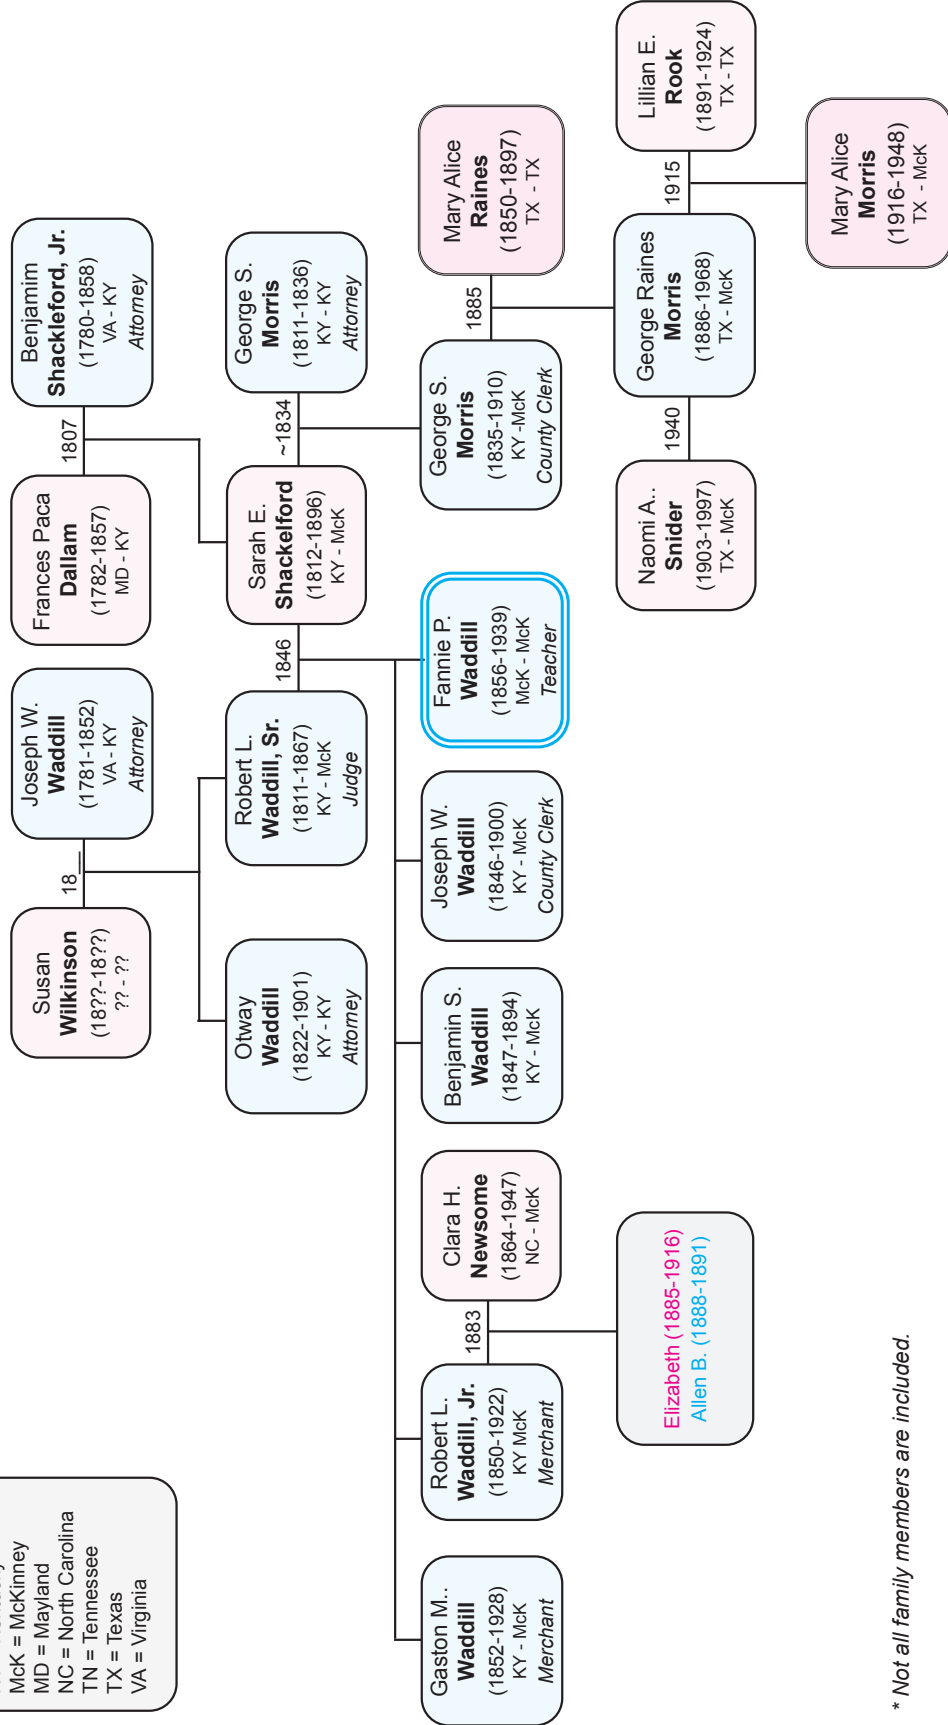 McK = McKinney
MD = Mayland
NC = North Carolina
TN = Tennessee
TX = Texas
VA = Virginia
Susan
Wilkinson
(18??-18??)
?? - ??
18__
Joseph W.
Waddill
(1781-1852)
VA - KY
Attorney
Frances Paca
Dallam
(1782-1857)
MD - KY
1807
Benjamim
Shackleford, Jr.
(1780-1858)
VA - KY
Attorney
Otway
Waddill
(1822-1901)
KY - KY
Attorney
Robert L.
Waddill, Sr.
(1811-1867)
KY - McK
Judge
1846
Sarah E.
Shackelford
(1812-1896)
KY - McK
~1834
George S.
Morris
(1811-1836)
KY - KY
Attorney
Gaston M..
Waddill
(1852-1928)
KY - McK
Merchant
Robert L.
Waddill, Jr.
(1850-1922)
KY McK
Merchant
1883
Clara H.
Newsome
(1864-1947)
NC - McK
Benjamin S.
Waddill
(1847-1894)
KY - McK
Joseph W.
Waddill
(1846-1900)
KY - McK
County Clerk
Fannie P.
Waddill
(1856-1939)
McK - McK
Teacher
George S.
Morris
(1835-1910)
KY -McK
County Clerk
1885
Mary Alice
Raines
(1850-1897)
TX - TX
Elizabeth (1885-1916)
Allen B. (1888-1891)
Naomi A..
Snider
(1903-1997)
TX - McK
1940
George Raines
Morris
(1886-1968)
TX - McK
1915
Lillian E.
Rook
(1891-1924)
TX - TX
Mary Alice
Morris
(1916-1948)
TX - McK
* Not all family members are included.